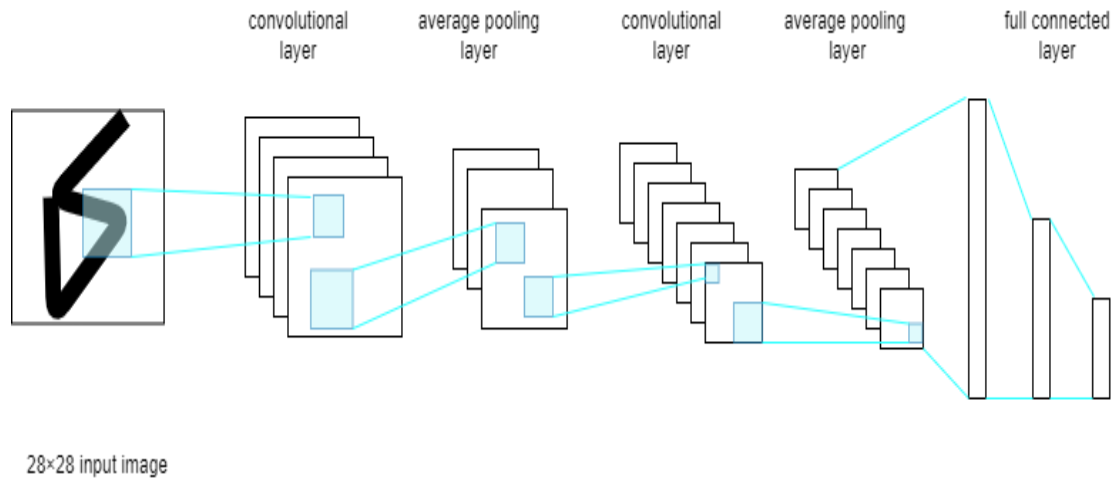 convolutional
layer
average pooling
layer
convolutional
layer
average pooling
layer
full connected
layer
28×28 input image